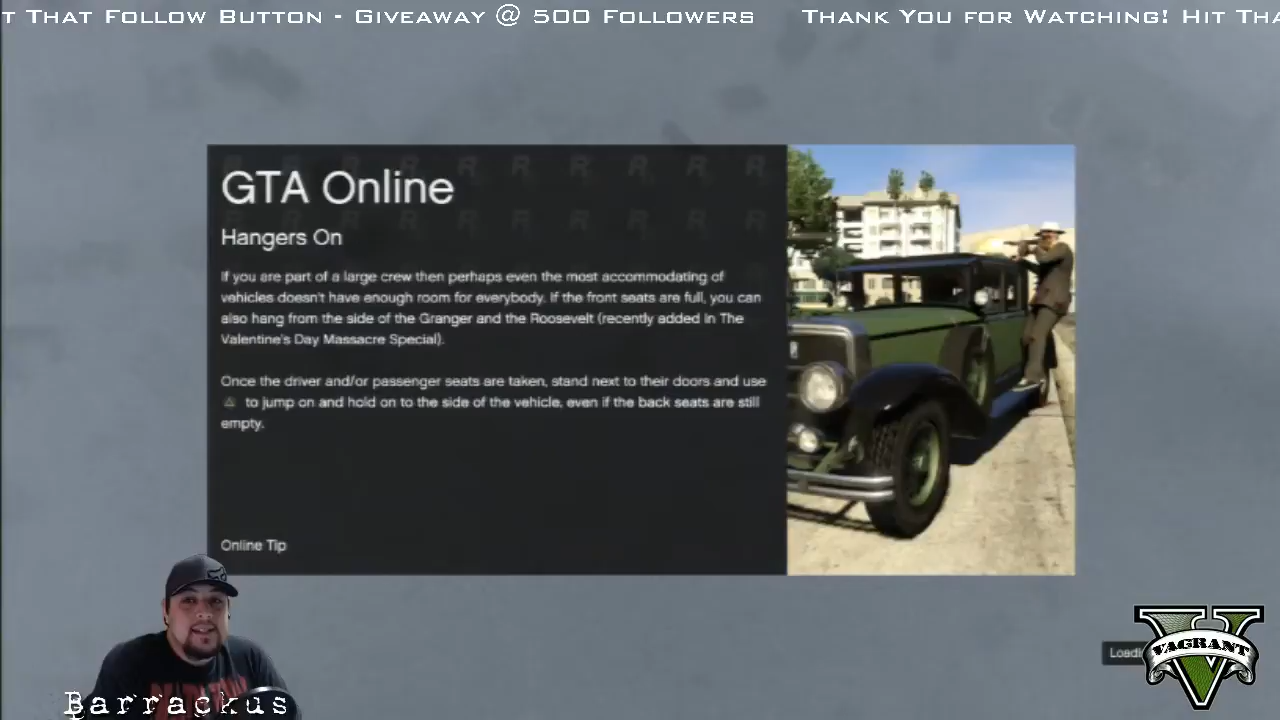 t That Follow Button - Giveaway @ 500 Followers Thank You for Watching! Hit Tha
GTA Online
Hangers On
If you are part of a large crew then perhaps even the most accommodating of
vehicles doesn't have enough room for everybody. If the front seats are full, you can
also hang from the side of the Granger and the Roosevelt (recently added in The
Valentine's Day Massacre Special).
Once the driver and/or passenger seats are taken, stand next to their doors and use
△ to jump on and hold on to the side of the vehicle, even if the back seats are still
empty.
Online Tip
Loadi
VAGRANT
Barrackus